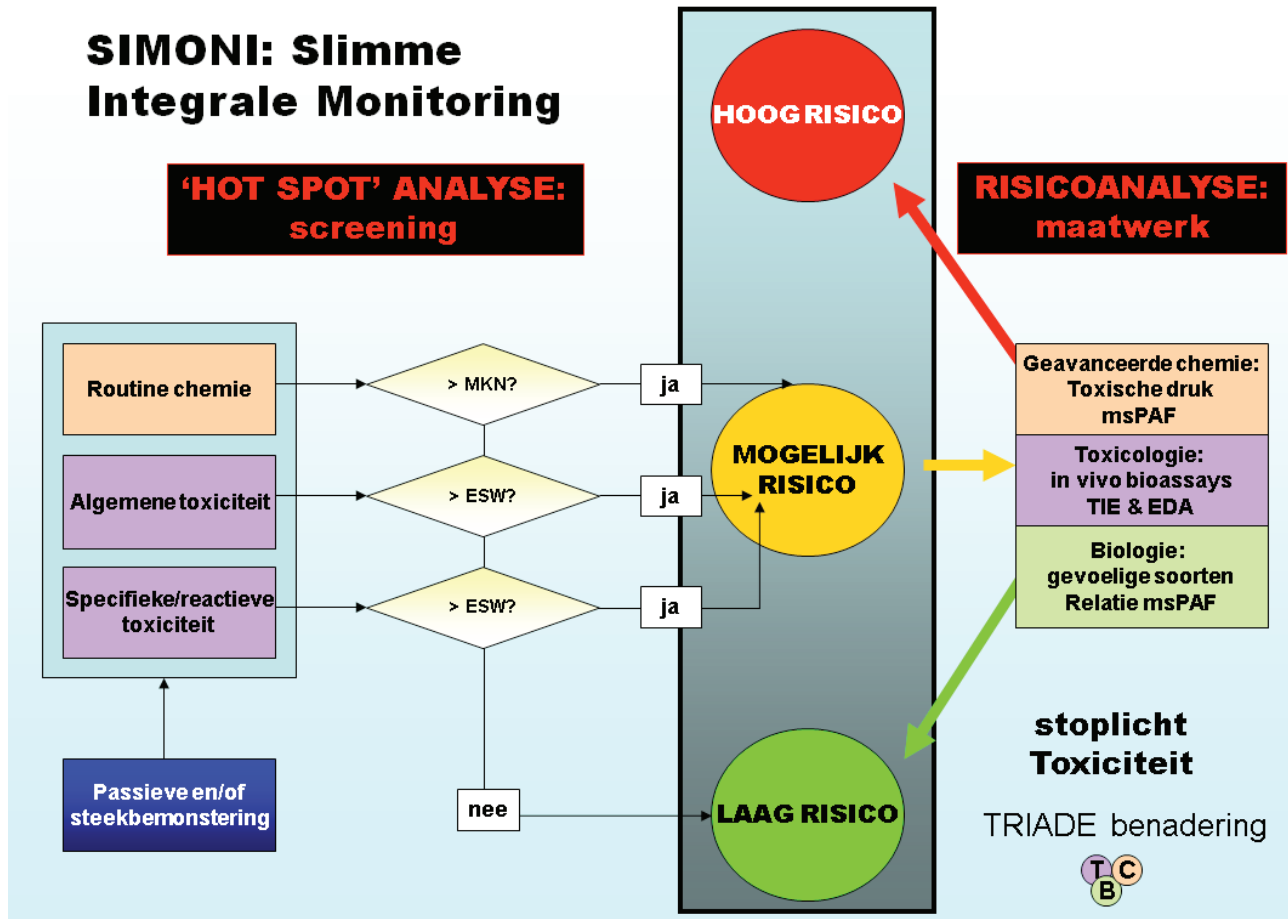 SIMONI: Slimme
Integrale Monitoring
'HOT SPOT' ANALYSE:
screening
HOOG RISICO
RISICOANALYSE:
maatwerk
Routine chemie
> MKN?
ja
Algemene toxiciteit
> ESW?
ja
Specifieke/reactieve
toxiciteit
> ESW?
ja
MOGELIJK
RISICO
Geavanceerde chemie:
Toxische druk
msPAF
Toxicologie:
in vivo bioassays
TIE & EDA
Biologie:
gevoelige soorten
Relatie msPAF
Passieve en/of
steekbemonstering
nee
LAAG RISICO
stoplicht
Toxiciteit
TRIADE benadering
T C
B